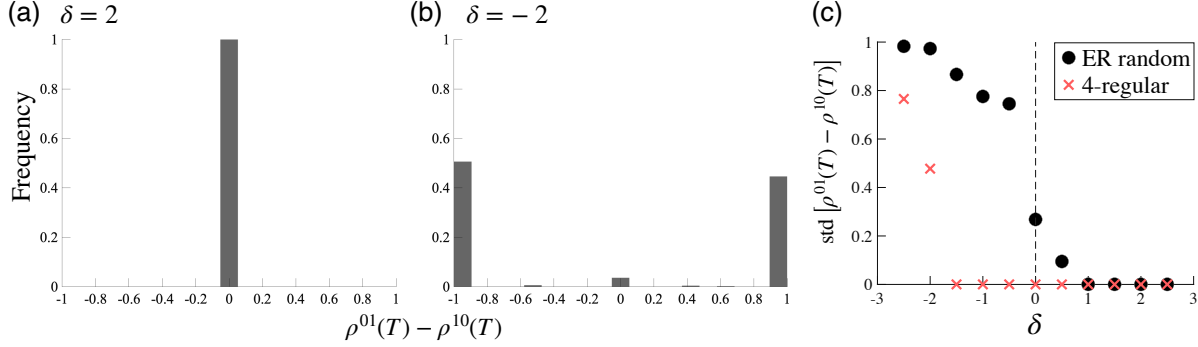 (a) δ = 2
Frequency
1
0.8
0.6
0.4
0.2
0
-1 -0.8 -0.6 -0.4 -0.2 0 0.2 0.4 0.6 0.8 1
(b) δ = − 2
1
0.8
0.6
0.4
0.2
0
-1 -0.8 -0.6 -0.4 -0.2 0 0.2 0.4 0.6 0.8 1
ρ⁰¹(T) − ρ¹⁰(T)
(c)
std [ρ⁰¹(T) − ρ¹⁰(T)]
1
0.8
0.6
0.4
0.2
0
-3 -2 -1 0 1 2 3
δ
ER random
4-regular